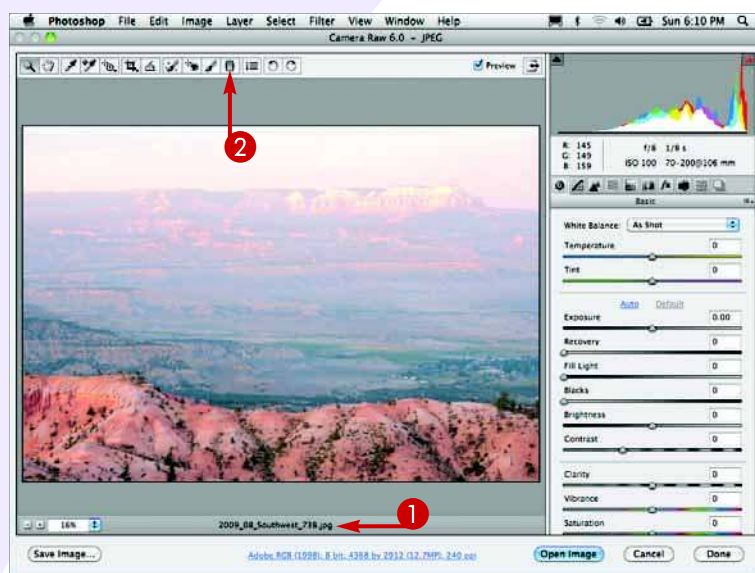 Photoshop File Edit Image Layer Select Filter View Window Help Sun 6:10 PM
Camera Raw 6.0 - JPEG
Preview
2
R: 145
G: 149
B: 159
f/8 1/8 s
ISO 100 70-200@106 mm
Basic
White Balance: As Shot
Temperature 0
Tint 0
Auto Default
Exposure 0.00
Recovery 0
Fill Light 0
Blacks 0
Brightness 0
Contrast 0
Clarity 0
Vibrance 0
Saturation 0
16% 2009_08_Southwest_739.jpg 1
Save Image... Adobe RGB (1998); 8 bit; 4368 by 2912 (12.7MP); 240 ppi Open Image Cancel Done